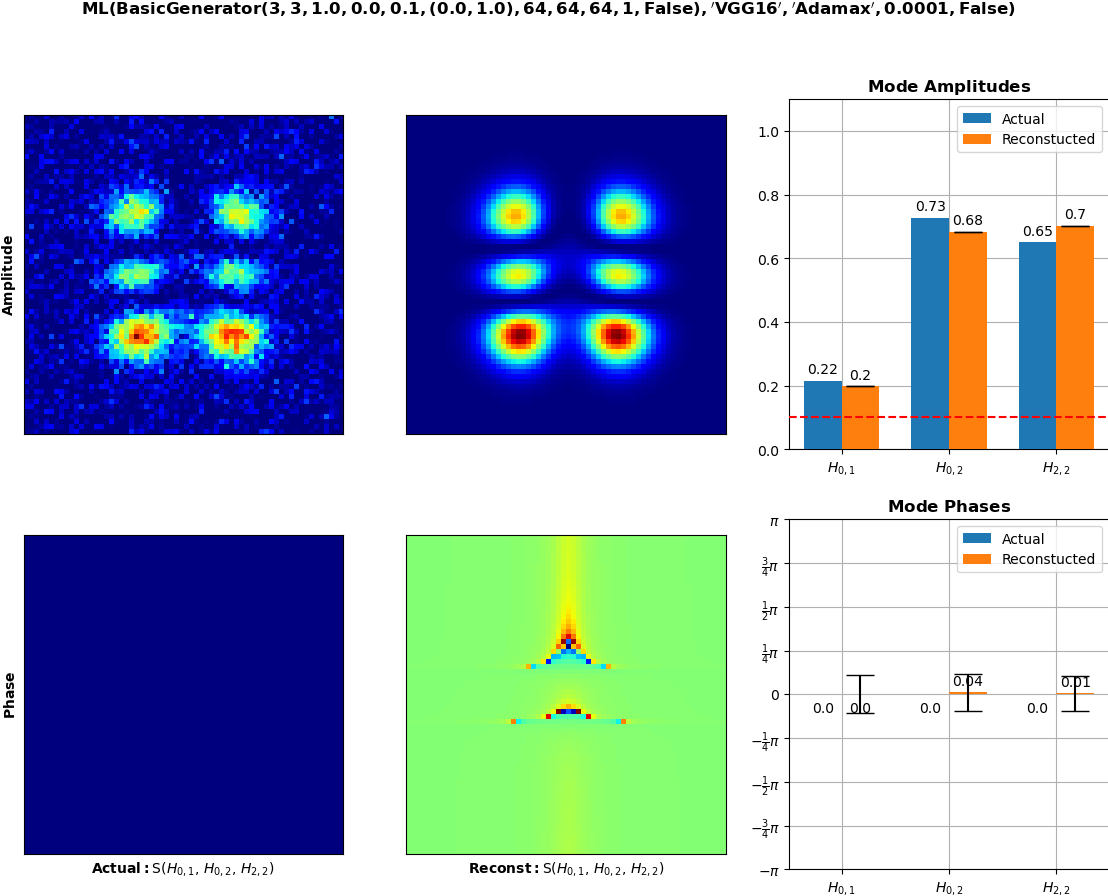 ML(BasicGenerator(3, 3, 1.0, 0.0, 0.1, (0.0, 1.0), 64, 64, 64, 1, False), ′VGG16′, ′Adamax′, 0.0001, False)
Mode Amplitudes
Amplitude
1.0
0.8
0.6
0.4
0.2
0.0
Actual
Reconstucted
0.22 0.2
0.73 0.68
0.65 0.7
H0,1 H0,2 H2,2
Mode Phases
Phase
π
3/4π
1/2π
1/4π
0
−1/4π
−1/2π
−3/4π
−π
Actual
Reconstucted
0.0 0.0
0.0 0.04
0.0 0.01
H0,1 H0,2 H2,2
Actual: S(H0,1, H0,2, H2,2)
Reconst: S(H0,1, H0,2, H2,2)